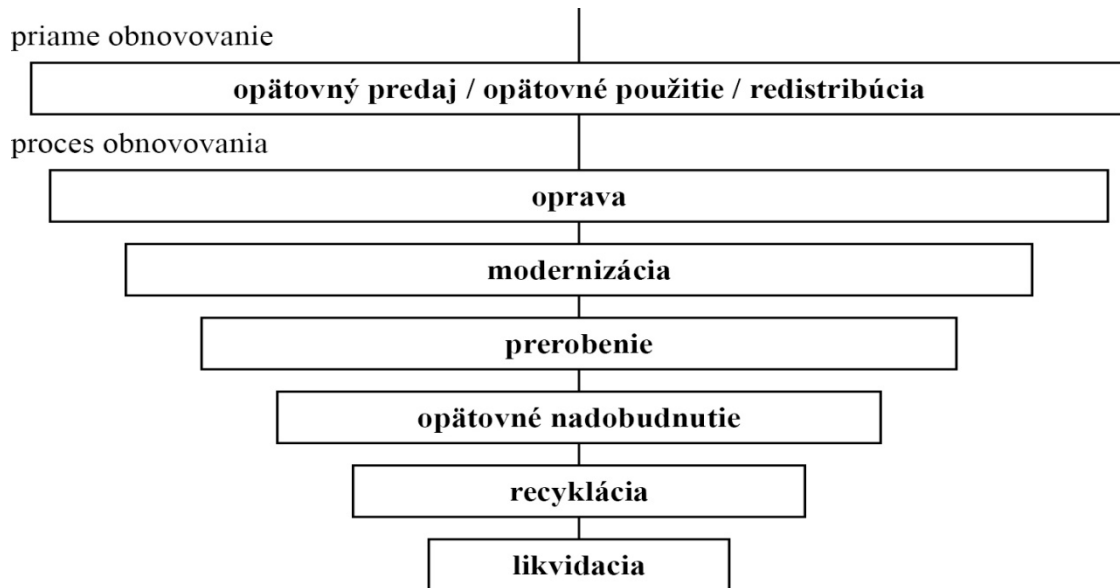 priame obnovovanie
opätovný predaj / opätovné použitie / redistribúcia
proces obnovovania
oprava
modernizácia
prerobenie
opätovné nadobudnutie
recyklácia
likvidacia